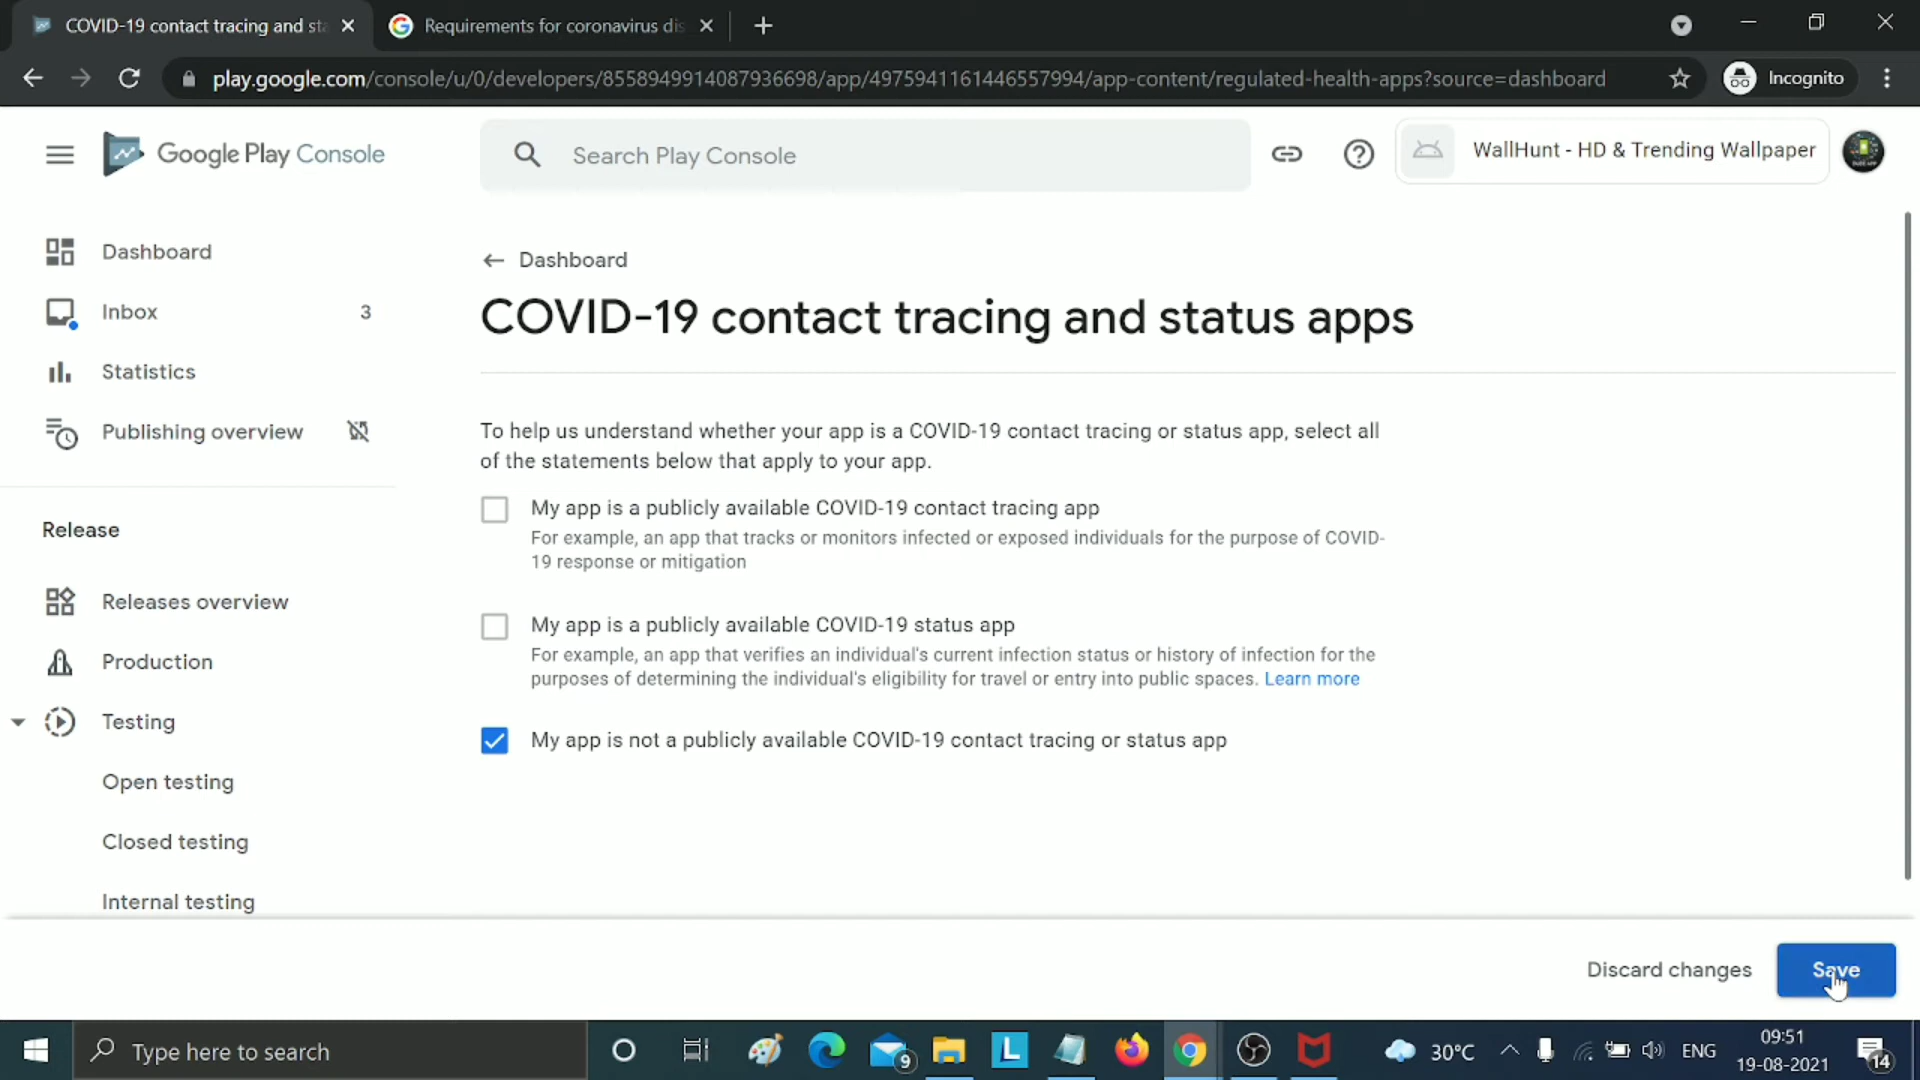 COVID-19 contact tracing and sta
Requirements for coronavirus dis
play.google.com/console/u/0/developers/8558949914087936698/app/4975941161446557994/app-content/regulated-health-apps?source=dashboard
Incognito
Google Play Console
Search Play Console
WallHunt - HD & Trending Wallpaper
Dashboard
Inbox 3
Statistics
Publishing overview
Release
Releases overview
Production
Testing
Open testing
Closed testing
Internal testing
Dashboard
COVID-19 contact tracing and status apps
To help us understand whether your app is a COVID-19 contact tracing or status app, select all
of the statements below that apply to your app.
My app is a publicly available COVID-19 contact tracing app
For example, an app that tracks or monitors infected or exposed individuals for the purpose of COVID-
19 response or mitigation
My app is a publicly available COVID-19 status app
For example, an app that verifies an individual's current infection status or history of infection for the
purposes of determining the individual's eligibility for travel or entry into public spaces. Learn more
My app is not a publicly available COVID-19 contact tracing or status app
Discard changes
Save
Type here to search
9
L
30°C
ENG
09:51
19-08-2021
14